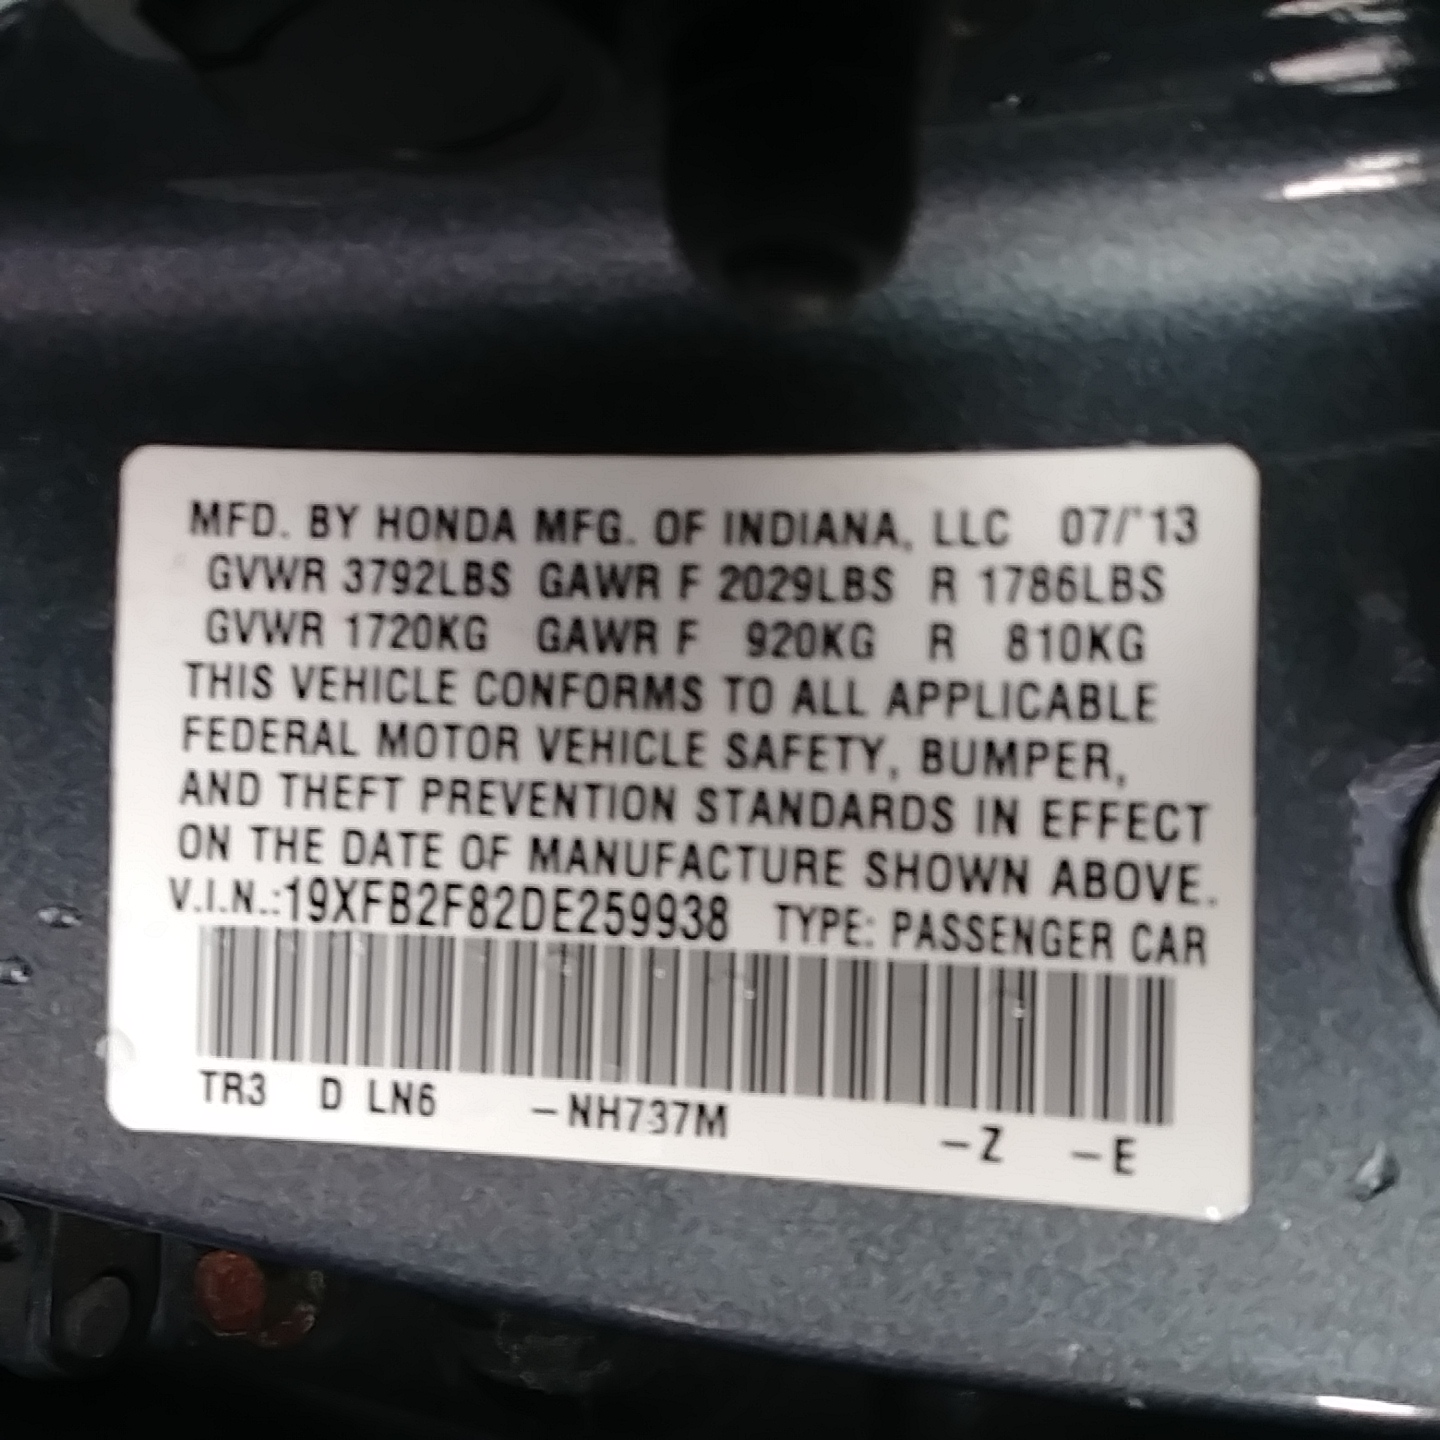 MFD. BY HONDA MFG. OF INDIANA, LLC 07/'13
GVWR 3792LBS GAWR F 2029LBS R 1786LBS
GVWR 1720KG GAWR F 920KG R 810KG
THIS VEHICLE CONFORMS TO ALL APPLICABLE
FEDERAL MOTOR VEHICLE SAFETY, BUMPER,
AND THEFT PREVENTION STANDARDS IN EFFECT
ON THE DATE OF MANUFACTURE SHOWN ABOVE.
V.I.N.:19XFB2F82DE259938 TYPE: PASSENGER CAR
TR3 D LN6 –NH737M –Z –E